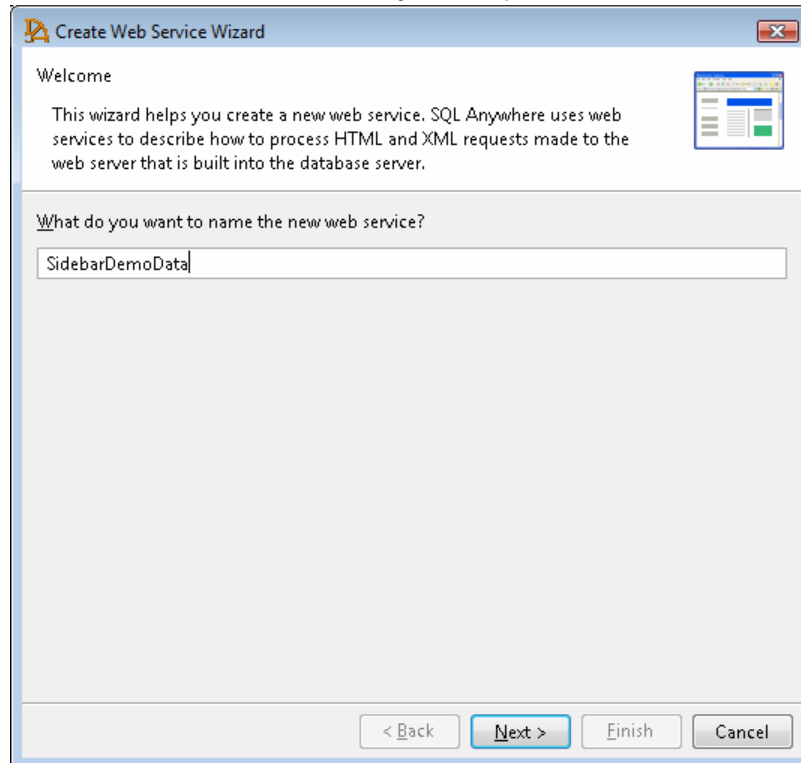 Create Web Service Wizard
Welcome
This wizard helps you create a new web service. SQL Anywhere uses web
services to describe how to process HTML and XML requests made to the
web server that is built into the database server.
What do you want to name the new web service?
SidebarDemoData
< Back Next > Finish Cancel